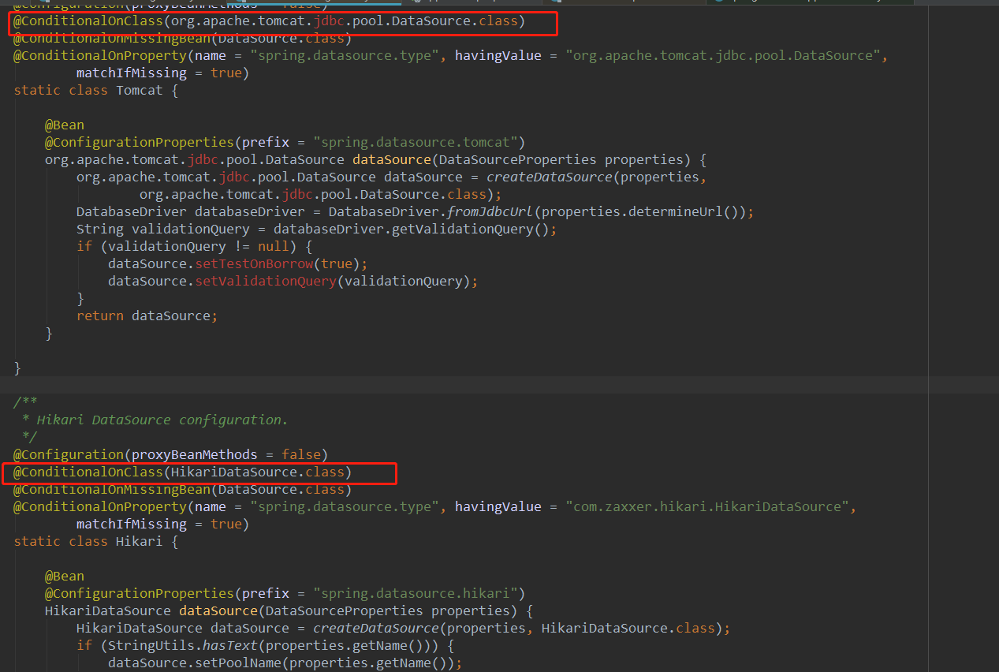 @Configuration(proxyBeanMethods = false)
@ConditionalOnClass(org.apache.tomcat.jdbc.pool.DataSource.class)
@ConditionalOnMissingBean(DataSource.class)
@ConditionalOnProperty(name = "spring.datasource.type", havingValue = "org.apache.tomcat.jdbc.pool.DataSource",
        matchIfMissing = true)
static class Tomcat {
    @Bean
    @ConfigurationProperties(prefix = "spring.datasource.tomcat")
    org.apache.tomcat.jdbc.pool.DataSource dataSource(DataSourceProperties properties) {
        org.apache.tomcat.jdbc.pool.DataSource dataSource = createDataSource(properties,
                org.apache.tomcat.jdbc.pool.DataSource.class);
        DatabaseDriver databaseDriver = DatabaseDriver.fromJdbcUrl(properties.determineUrl());
        String validationQuery = databaseDriver.getValidationQuery();
        if (validationQuery != null) {
            dataSource.setTestOnBorrow(true);
            dataSource.setValidationQuery(validationQuery);
        }
        return dataSource;
    }
}
/**
 * Hikari DataSource configuration.
 */
@Configuration(proxyBeanMethods = false)
@ConditionalOnClass(HikariDataSource.class)
@ConditionalOnMissingBean(DataSource.class)
@ConditionalOnProperty(name = "spring.datasource.type", havingValue = "com.zaxxer.hikari.HikariDataSource",
        matchIfMissing = true)
static class Hikari {
    @Bean
    @ConfigurationProperties(prefix = "spring.datasource.hikari")
    HikariDataSource dataSource(DataSourceProperties properties) {
        HikariDataSource dataSource = createDataSource(properties, HikariDataSource.class);
        if (StringUtils.hasText(properties.getName())) {
            dataSource.setPoolName(properties.getName());